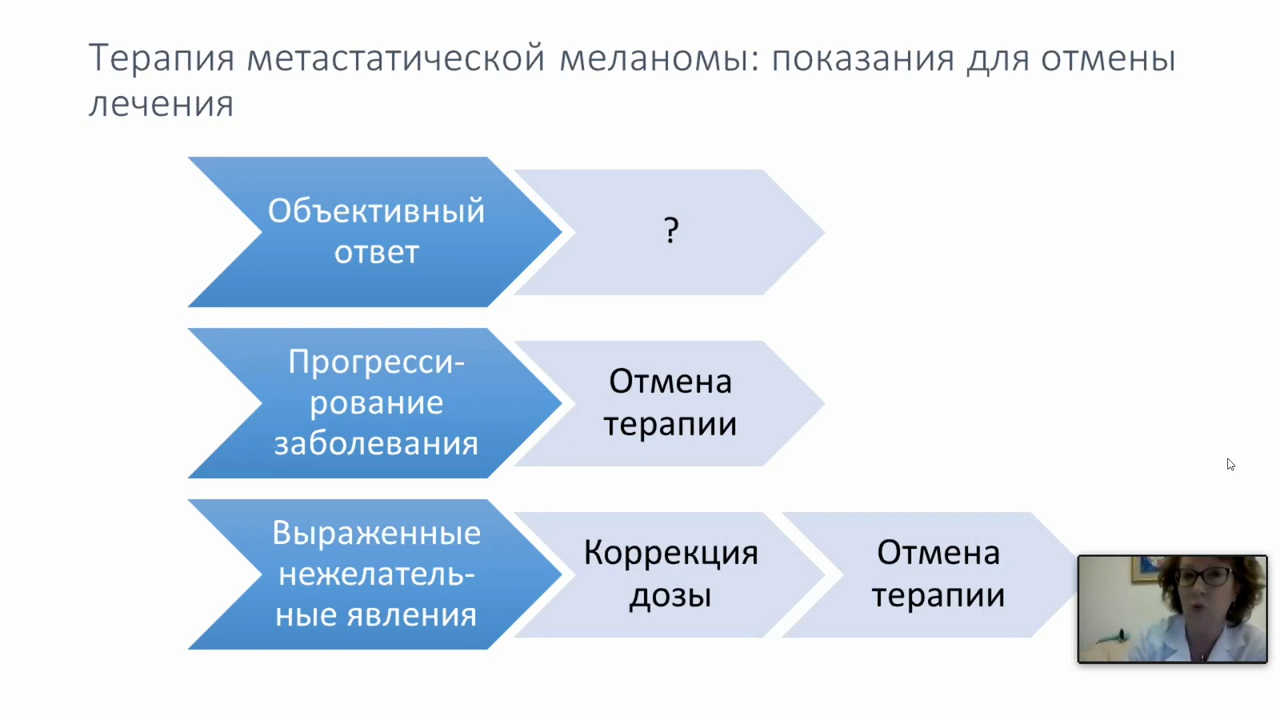 Терапия метастатической меланомы: показания для отмены
лечения
Объективный
ответ
?
Прогресси-
рование
заболевания
Отмена
терапии
Выраженные
нежелатель-
ные явления
Коррекция
дозы
Отмена
терапии